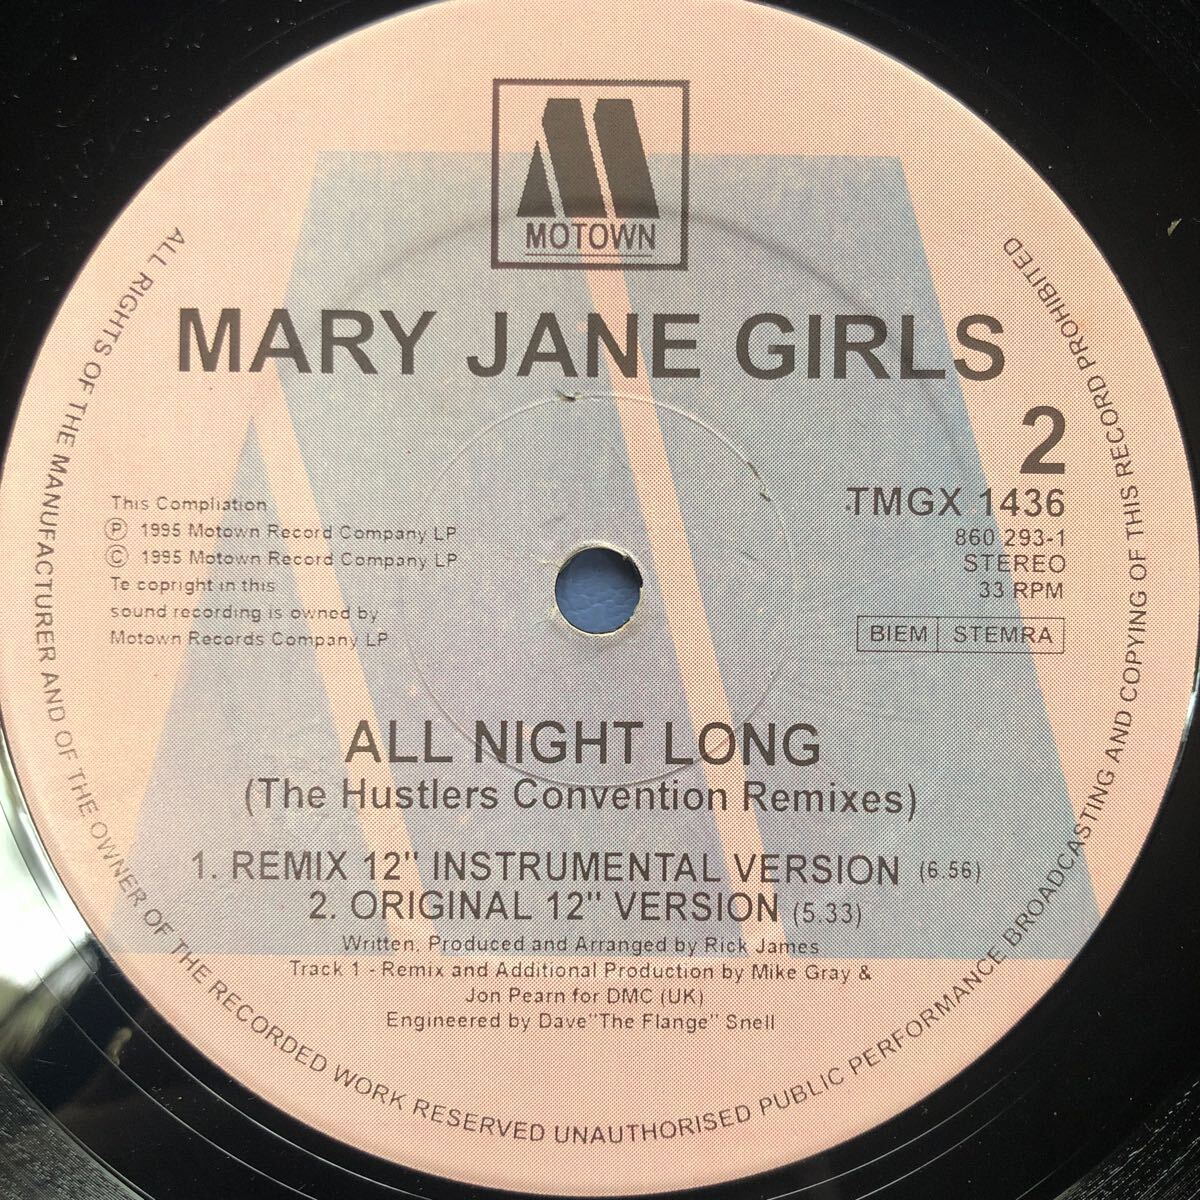 MOTOWN
MARY JANE GIRLS
2
TMGX 1436
860 293-1
STEREO
33 RPM
BIEM STEMRA
This Compliation
Ⓟ 1995 Motown Record Company LP
Ⓒ 1995 Motown Record Company LP
Te copright in this
sound recording is owned by
Motown Records Company LP
ALL NIGHT LONG
(The Hustlers Convention Remixes)
1. REMIX 12" INSTRUMENTAL VERSION (6.56)
2. ORIGINAL 12" VERSION (5.33)
Written, Produced and Arranged by Rick James
Track 1 - Remix and Additional Production by Mike Gray &
Jon Pearn for DMC (UK)
Engineered by Dave"The Flange" Snell
ALL RIGHTS OF THE MANUFACTURER AND OF THE OWNER OF THE RECORDED WORK RESERVED UNAUTHORISED PUBLIC PERFORMANCE BROADCASTING AND COPYING OF THIS RECORD PROHIBITED